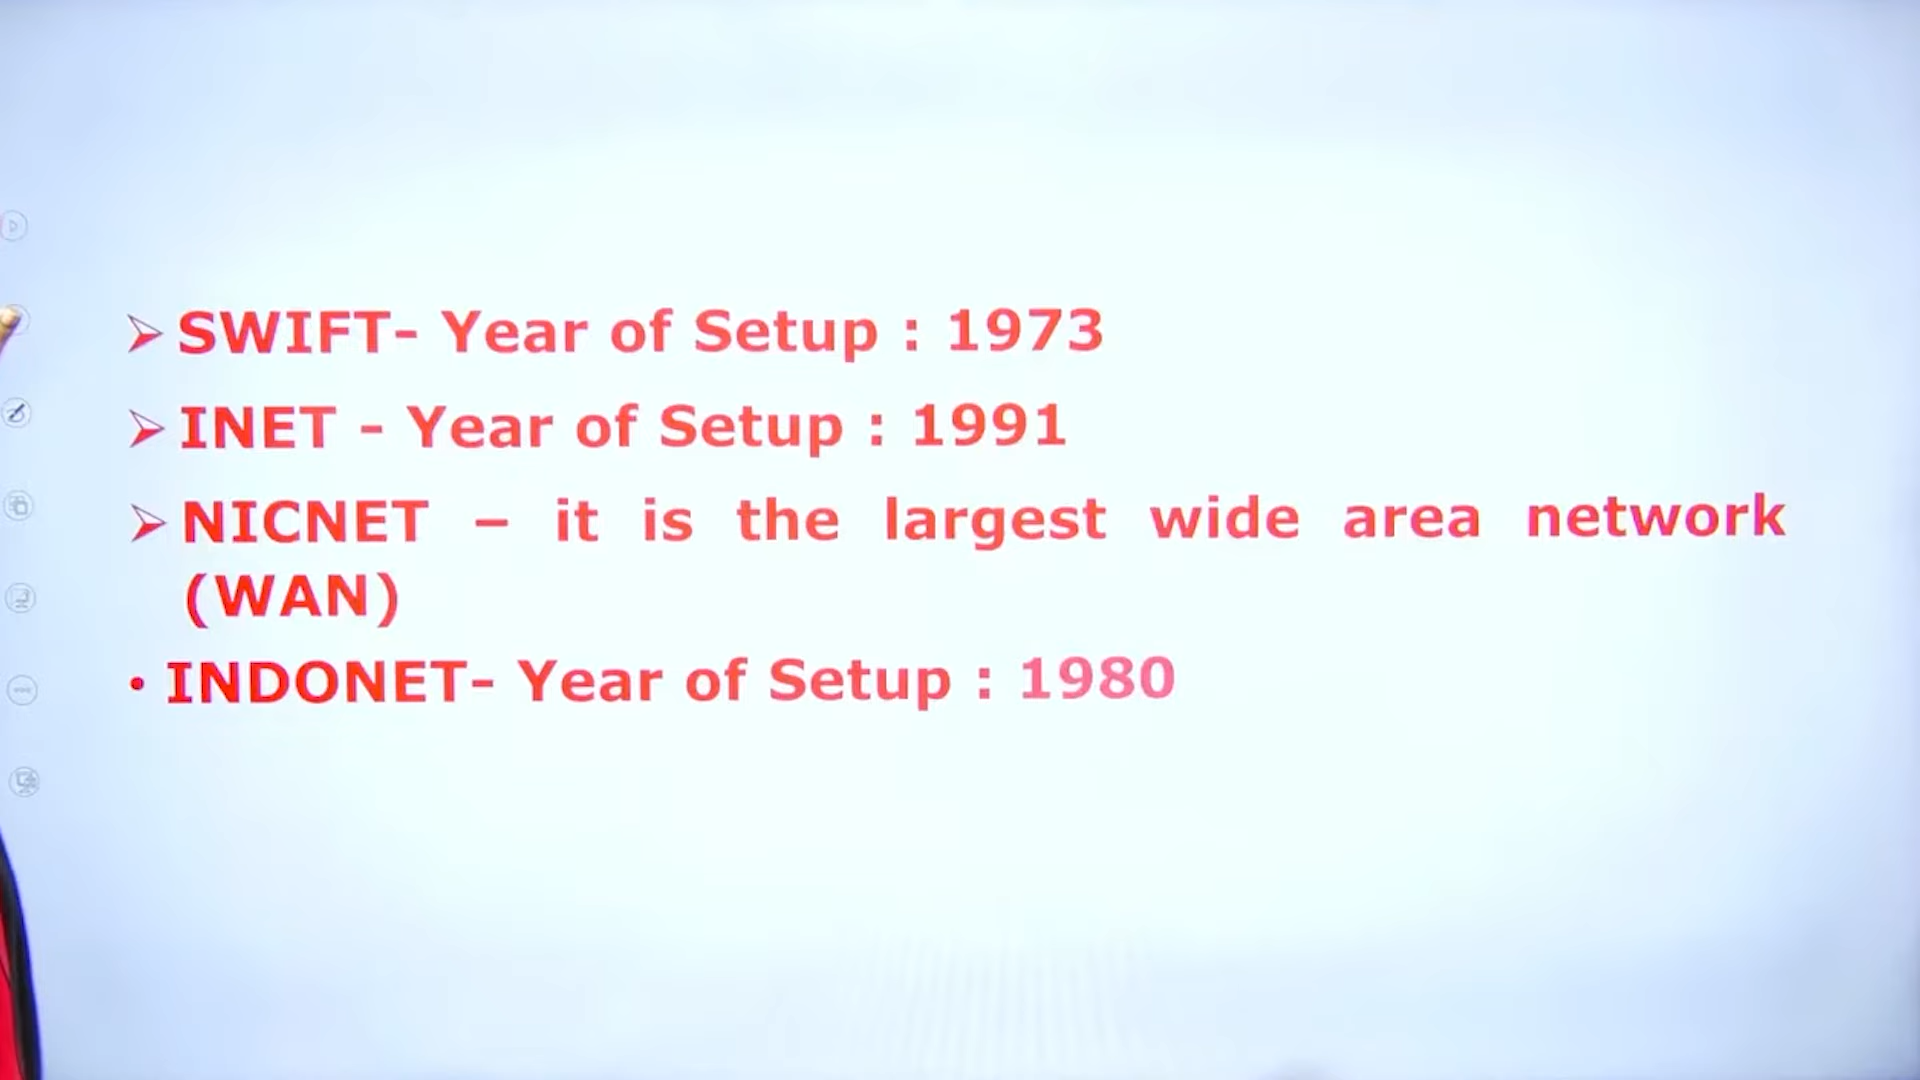 ➢ SWIFT- Year of Setup : 1973
➢ INET - Year of Setup : 1991
➢ NICNET – it is the largest wide area network
(WAN)
• INDONET- Year of Setup : 1980